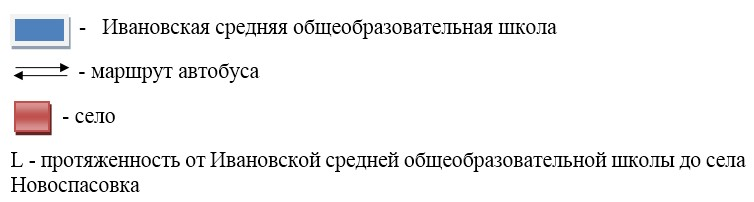 - Ивановская средняя общеобразовательная школа
- маршрут автобуса
- село
L - протяженность от Ивановской средней общеобразовательной школы до села
Новоспасовка